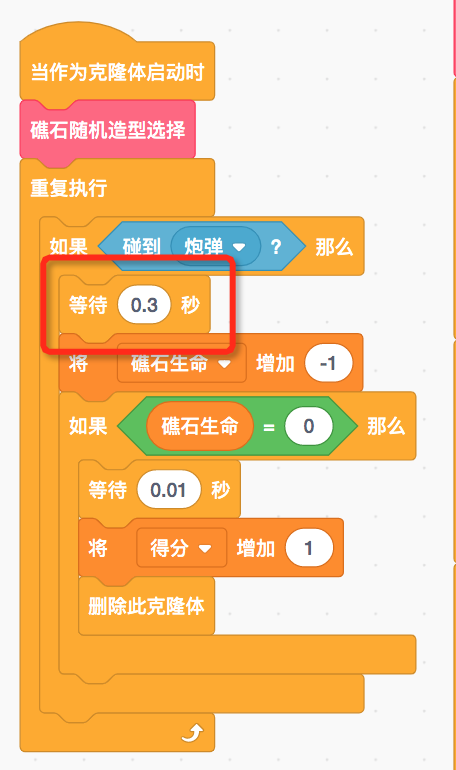 当作为克隆体启动时
礁石随机造型选择
重复执行
如果 碰到 炮弹 ? 那么
等待 0.3 秒
将 礁石生命 增加 -1
如果 礁石生命 = 0 那么
等待 0.01 秒
将 得分 增加 1
删除此克隆体